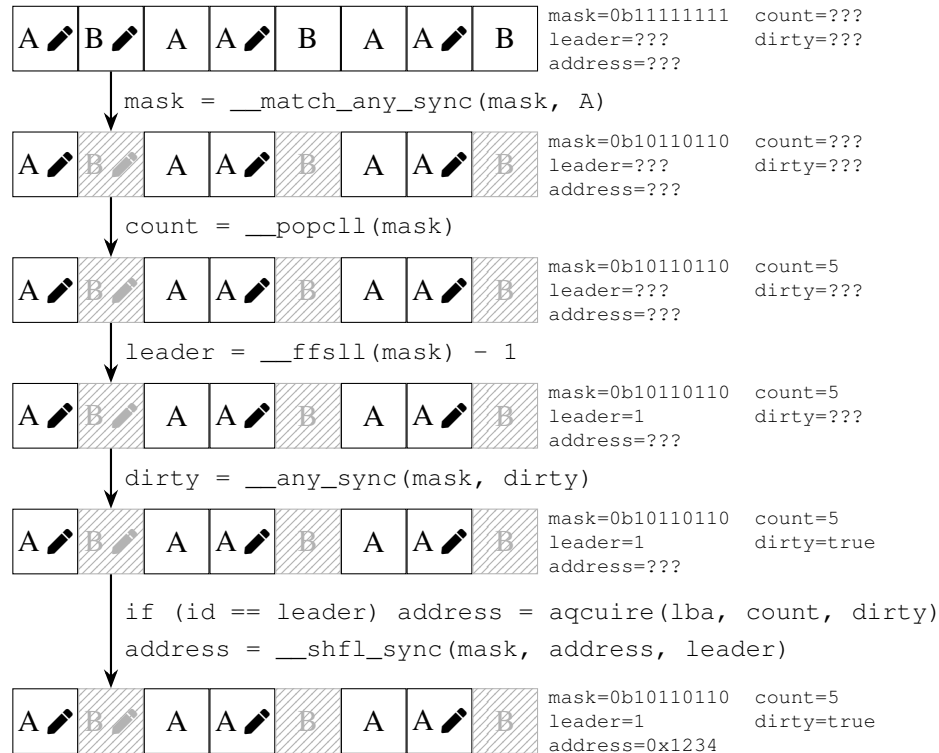 A B A A B A A B
mask=0b11111111 count=???
leader=??? dirty=???
address=???
mask = __match_any_sync(mask, A)
A B A A B A A B
mask=0b10110110 count=???
leader=??? dirty=???
address=???
count = __popcll(mask)
A B A A B A A B
mask=0b10110110 count=5
leader=??? dirty=???
address=???
leader = __ffsll(mask) - 1
A B A A B A A B
mask=0b10110110 count=5
leader=1 dirty=???
address=???
dirty = __any_sync(mask, dirty)
A B A A B A A B
mask=0b10110110 count=5
leader=1 dirty=true
address=???
if (id == leader) address = aqcuire(lba, count, dirty)
address = __shfl_sync(mask, address, leader)
A B A A B A A B
mask=0b10110110 count=5
leader=1 dirty=true
address=0x1234